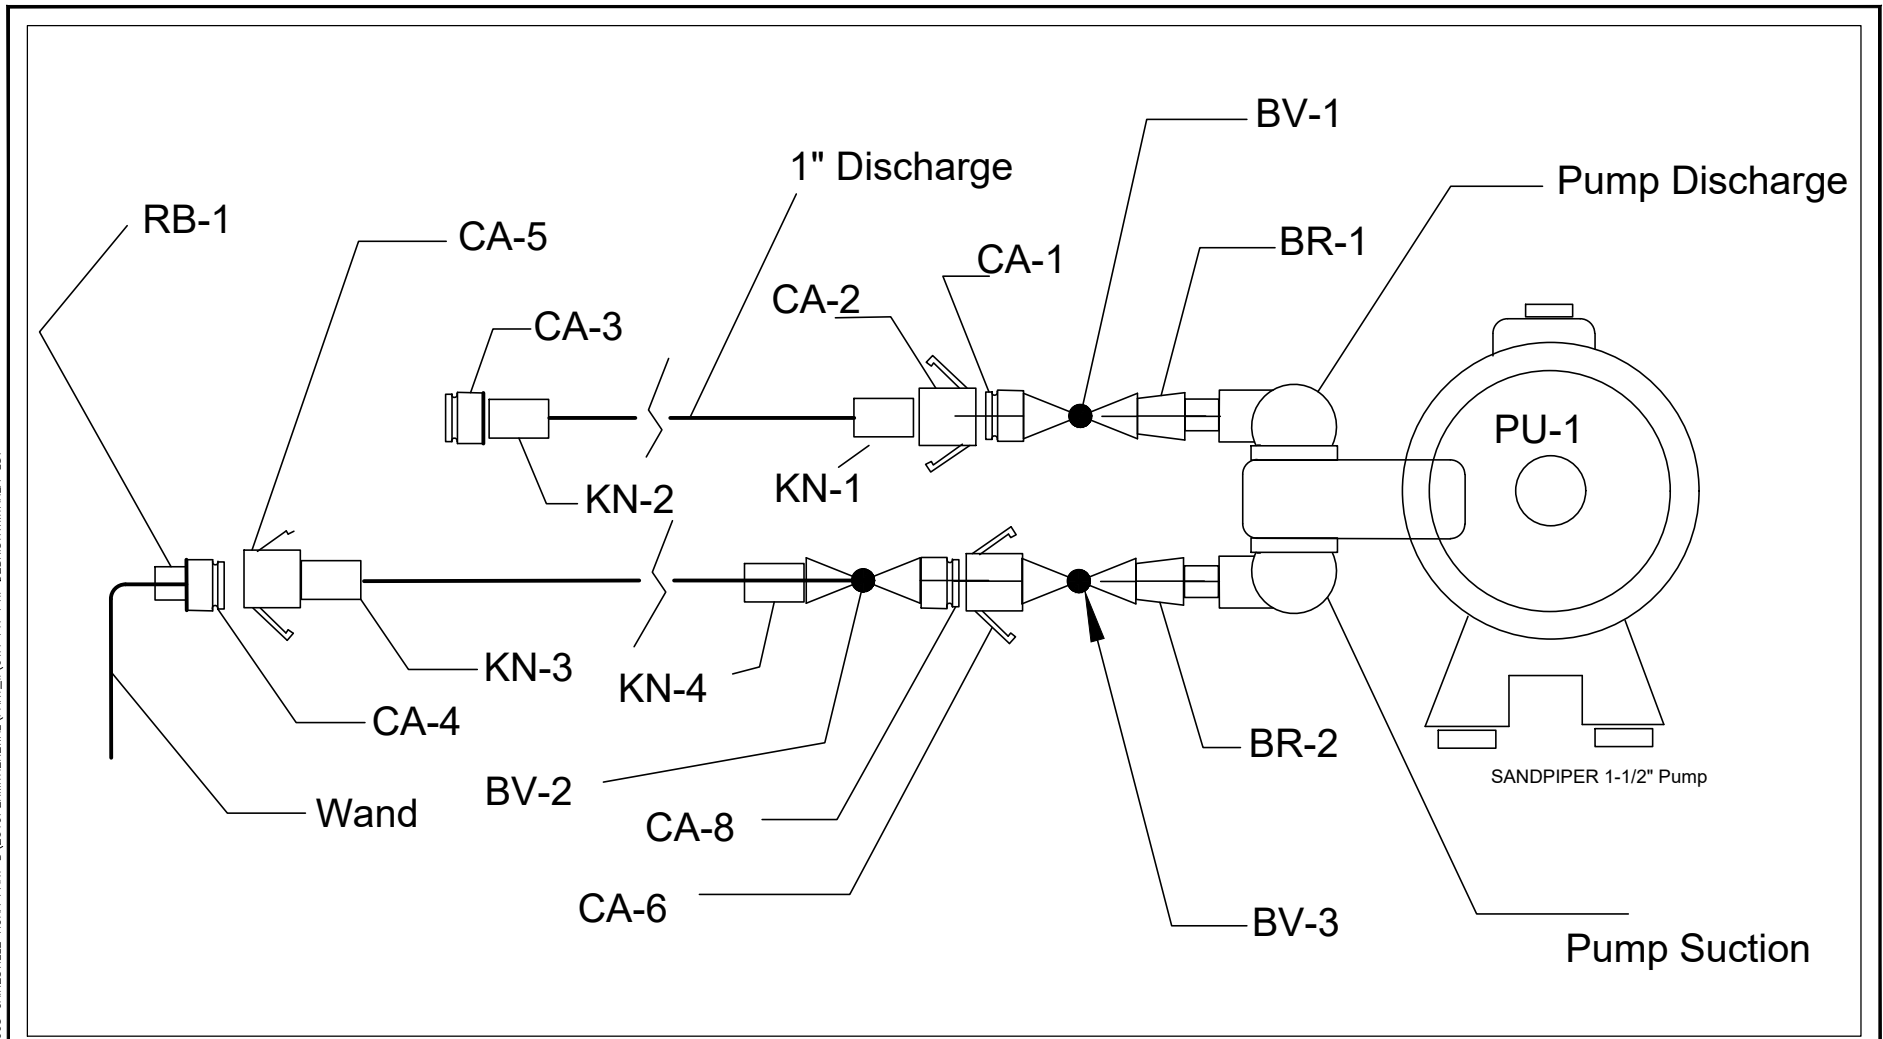 BV-1
1" Discharge
Pump Discharge
RB-1
CA-5
BR-1
CA-1
CA-2
CA-3
PU-1
KN-1
KN-2
KN-3
KN-4
CA-4
BR-2
SANDPIPER 1-1/2" Pump
BV-2
Wand
CA-8
CA-6
BV-3
Pump Suction